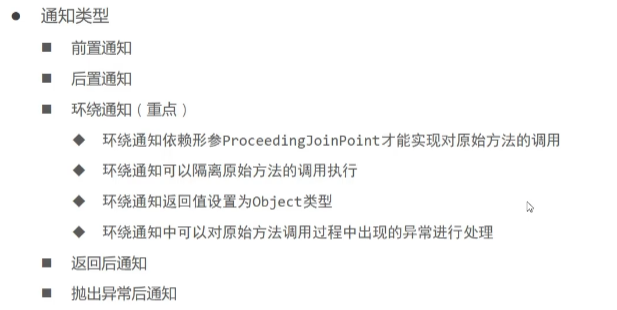 通知类型
前置通知
后置通知
环绕通知（重点）
环绕通知依赖形参ProceedingJoinPoint才能实现对原始方法的调用
环绕通知可以隔离原始方法的调用执行
环绕通知返回值设置为Object类型
环绕通知中可以对原始方法调用过程中出现的异常进行处理
返回后通知
抛出异常后通知